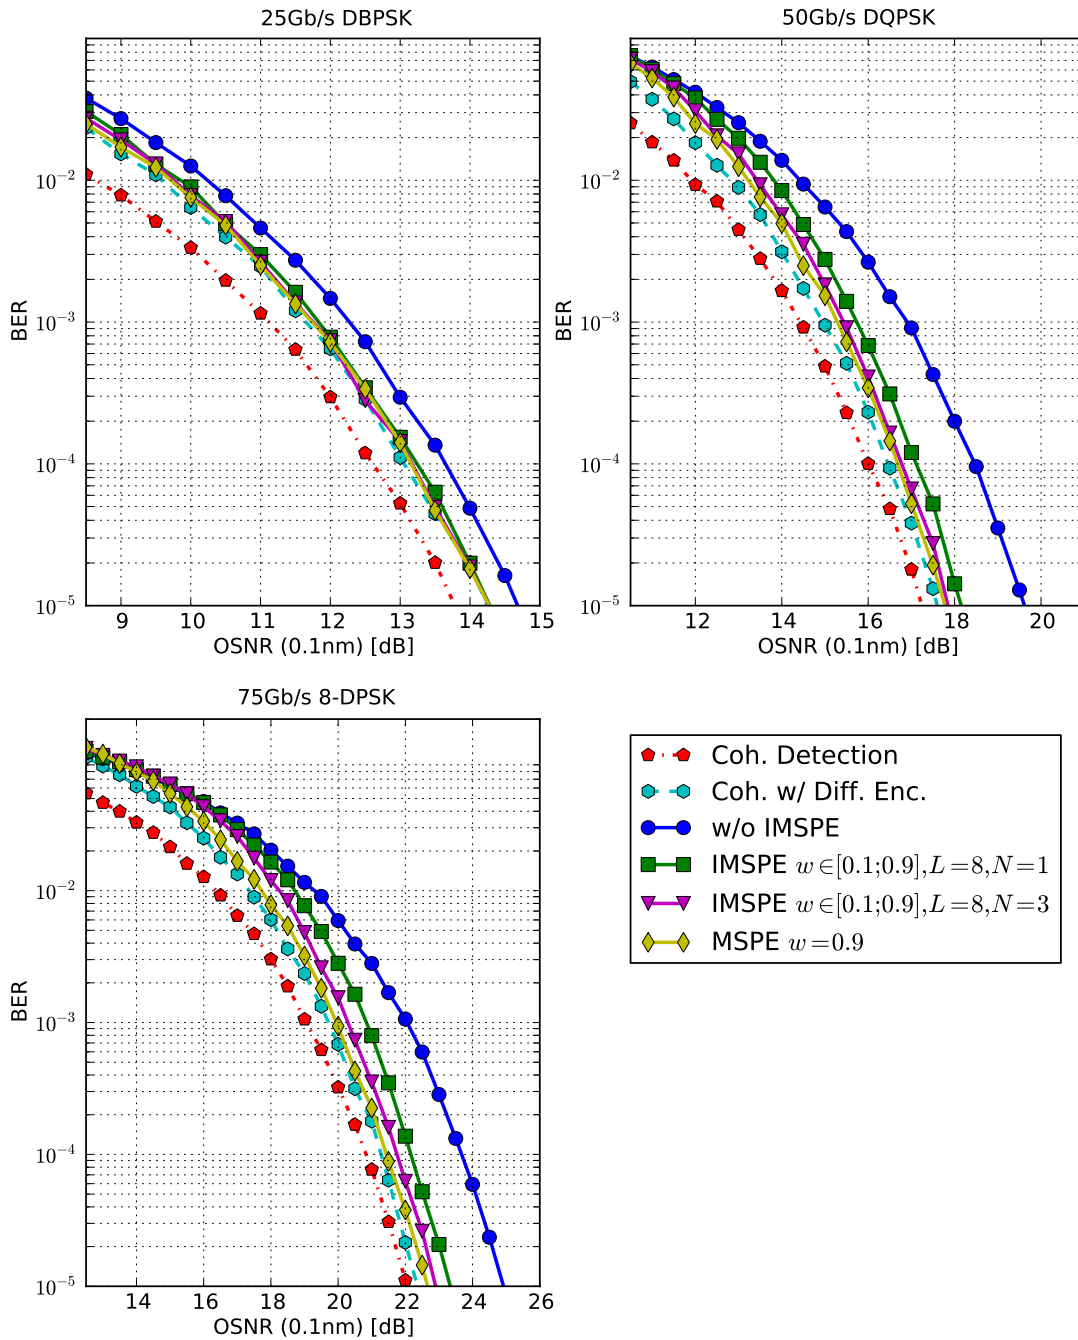 25Gb/s DBPSK
BER
10⁻²
10⁻³
10⁻⁴
10⁻⁵
9 10 11 12 13 14 15
OSNR (0.1nm) [dB]
50Gb/s DQPSK
BER
10⁻²
10⁻³
10⁻⁴
10⁻⁵
12 14 16 18 20
OSNR (0.1nm) [dB]
75Gb/s 8-DPSK
BER
10⁻²
10⁻³
10⁻⁴
10⁻⁵
14 16 18 20 22 24 26
OSNR (0.1nm) [dB]
Coh. Detection
Coh. w/ Diff. Enc.
w/o IMSPE
IMSPE w∈[0.1;0.9],L=8,N=1
IMSPE w∈[0.1;0.9],L=8,N=3
MSPE w=0.9